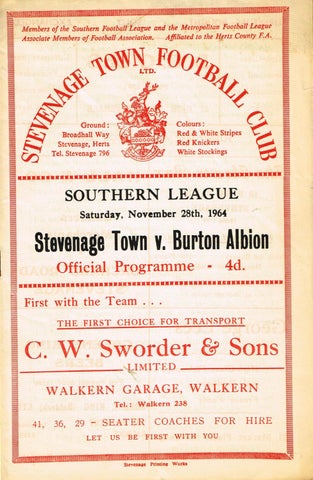 Members of the Southern Football League and the Metropolitan Football League
Associate Members of Football Association. Affiliated to the Herts County F.A.
STEVENAGE TOWN FOOTBALL CLUB
LTD.
Ground :
Broadhall Way
Stevenage, Herts
Tel. Stevenage 796
Colours :
Red & White Stripes
Red Knickers
White Stockings
SOUTHERN LEAGUE
Saturday, November 28th, 1964
Stevenage Town v. Burton Albion
Official Programme - 4d.
First with the Team . . .
THE FIRST CHOICE FOR TRANSPORT
C. W. Sworder & Sons
LIMITED
WALKERN GARAGE, WALKERN
Tel.: Walkern 238
41, 36, 29 - SEATER COACHES FOR HIRE
LET US BE FIRST WITH YOU
Stevenage Printing Works